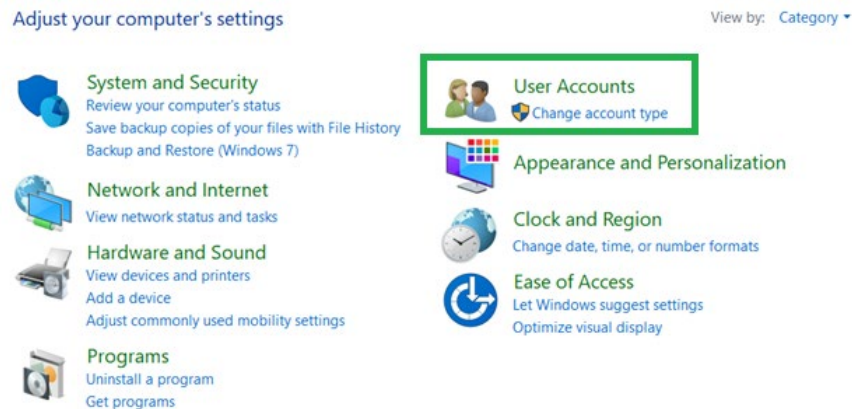 Adjust your computer's settings
View by: Category
System and Security
Review your computer's status
Save backup copies of your files with File History
Backup and Restore (Windows 7)
Network and Internet
View network status and tasks
Hardware and Sound
View devices and printers
Add a device
Adjust commonly used mobility settings
Programs
Uninstall a program
Get programs
User Accounts
Change account type
Appearance and Personalization
Clock and Region
Change date, time, or number formats
Ease of Access
Let Windows suggest settings
Optimize visual display